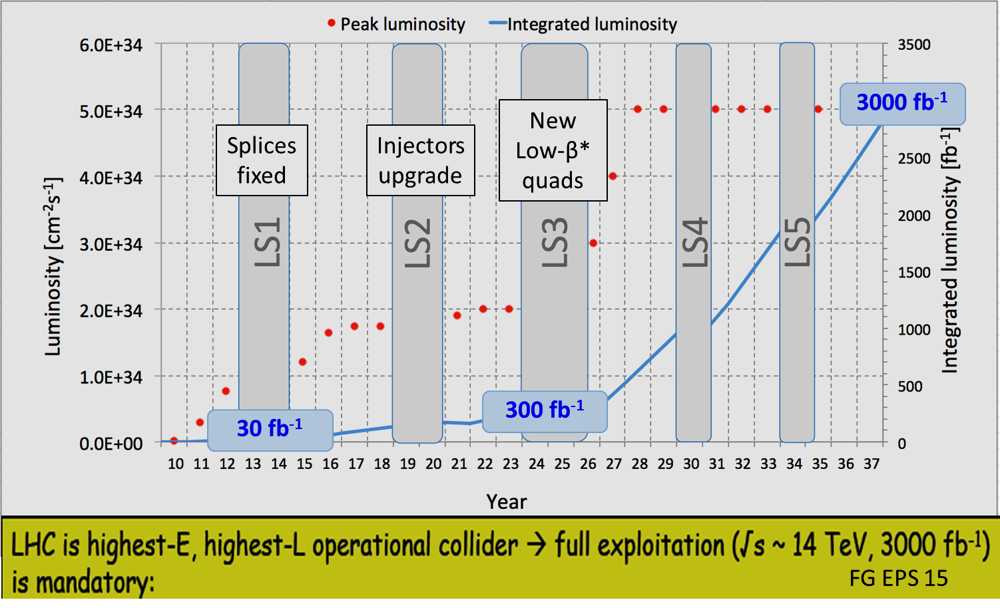 Peak luminosity
Integrated luminosity
6.0E+34
5.0E+34
4.0E+34
3.0E+34
2.0E+34
1.0E+34
0.0E+00
Luminosity [cm-2s-1]
3500
2500
2000
1500
1000
500
0
Integrated luminosity [fb-1]
Splices
fixed
Injectors
upgrade
New
Low-β*
quads
LS1
LS2
LS3
LS4
LS5
30 fb-1
300 fb-1
3000 fb-1
10 11 12 13 14 15 16 17 18 19 20 21 22 23 24 25 26 27 28 29 30 31 32 33 34 35 36 37
Year
LHC is highest-E, highest-L operational collider → full exploitation (√s ~ 14 TeV, 3000 fb-1)
is mandatory:
FG EPS 15